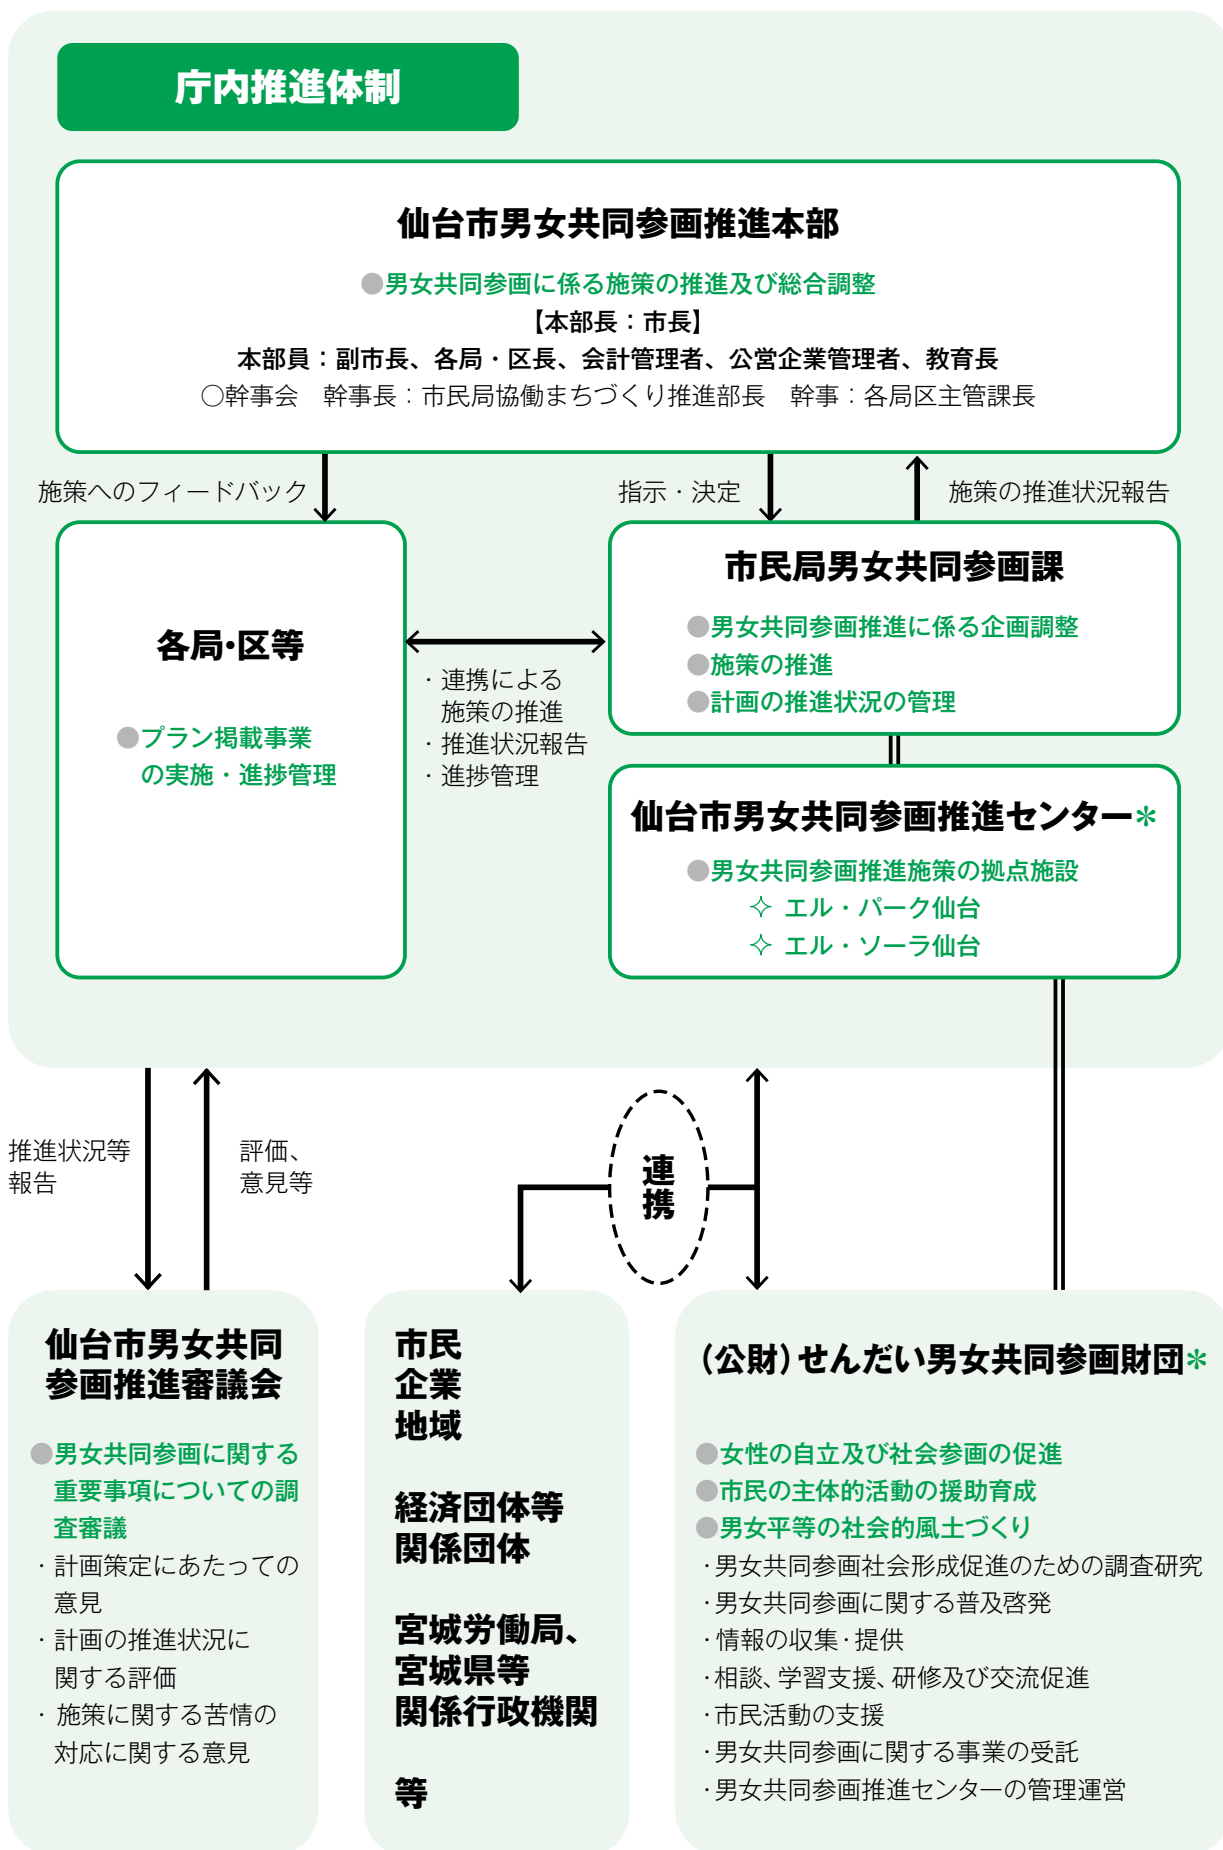 庁内推進体制
仙台市男女共同参画推進本部
●男女共同参画に係る施策の推進及び総合調整
【本部長：市長】
本部員：副市長、各局・区長、会計管理者、公営企業管理者、教育長
○幹事会　幹事長：市民局協働まちづくり推進部長　幹事：各局区主管課長
施策へのフィードバック
指示・決定
施策の推進状況報告
各局・区等
●プラン掲載事業
の実施・進捗管理
・連携による
施策の推進
・推進状況報告
・進捗管理
市民局男女共同参画課
●男女共同参画推進に係る企画調整
●施策の推進
●計画の推進状況の管理
仙台市男女共同参画推進センター＊
●男女共同参画推進施策の拠点施設
✧ エル・パーク仙台
✧ エル・ソーラ仙台
推進状況等
報告
評価、
意見等
連
携
仙台市男女共同
参画推進審議会
●男女共同参画に関する
重要事項についての調
査審議
・計画策定にあたっての
意見
・計画の推進状況に
関する評価
・施策に関する苦情の
対応に関する意見
市民
企業
地域
経済団体等
関係団体
宮城労働局、
宮城県等
関係行政機関
等
（公財）せんだい男女共同参画財団＊
●女性の自立及び社会参画の促進
●市民の主体的活動の援助育成
●男女平等の社会的風土づくり
・男女共同参画社会形成促進のための調査研究
・男女共同参画に関する普及啓発
・情報の収集・提供
・相談、学習支援、研修及び交流促進
・市民活動の支援
・男女共同参画に関する事業の受託
・男女共同参画推進センターの管理運営